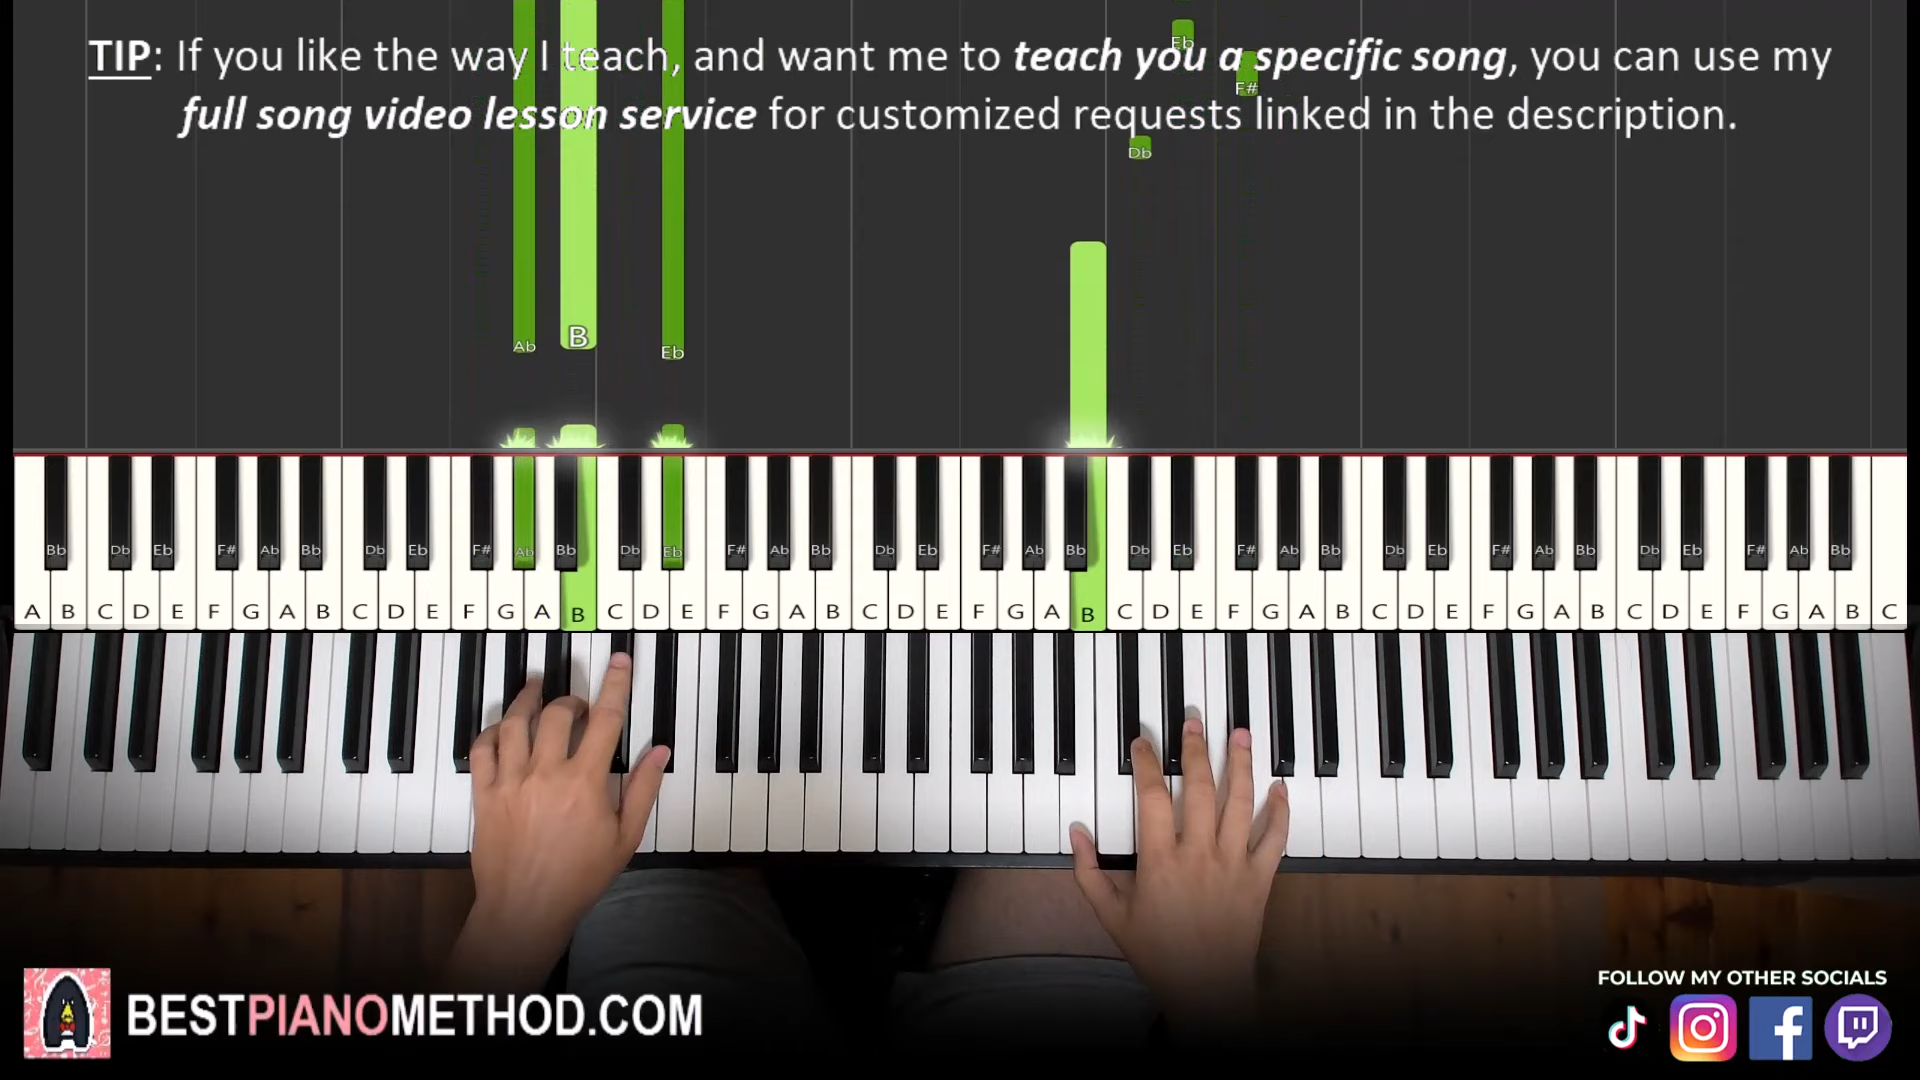 TIP: If you like the way I teach, and want me to teach you a specific song, you can use my
full song video lesson service for customized requests linked in the description.
Eb
F#
Db
B
Ab Eb
Bb Db Eb F# Ab Bb Db Eb F# Ab Bb Db Eb F# Ab Bb Db Eb F# Ab Bb Db Eb F# Ab Bb Db Eb F# Ab Bb Db Eb F# Ab Bb
A B C D E F G A B C D E F G A B C D E F G A B C D E F G A B C D E F G A B C D E F G A B C D E F G A B C
FOLLOW MY OTHER SOCIALS
BESTPIANOMETHOD.COM